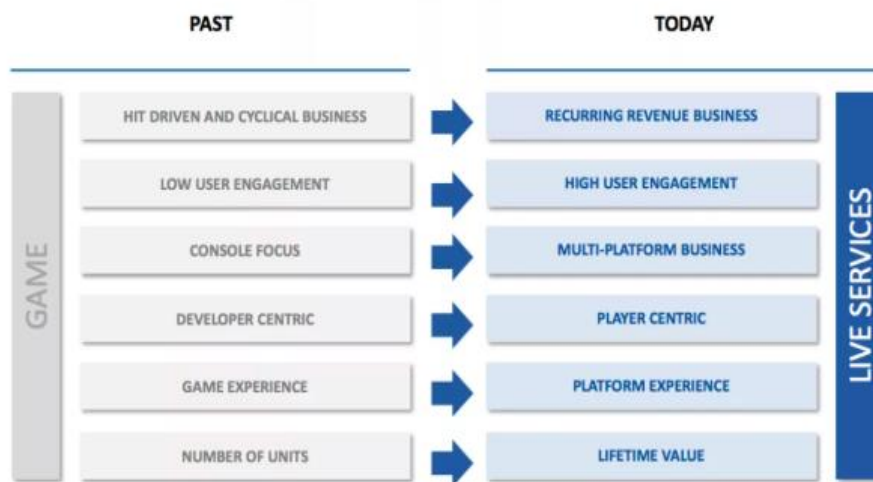 PAST
TODAY
GAME
HIT DRIVEN AND CYCLICAL BUSINESS
RECURRING REVENUE BUSINESS
LOW USER ENGAGEMENT
HIGH USER ENGAGEMENT
CONSOLE FOCUS
MULTI-PLATFORM BUSINESS
DEVELOPER CENTRIC
PLAYER CENTRIC
GAME EXPERIENCE
PLATFORM EXPERIENCE
NUMBER OF UNITS
LIFETIME VALUE
LIVE SERVICES